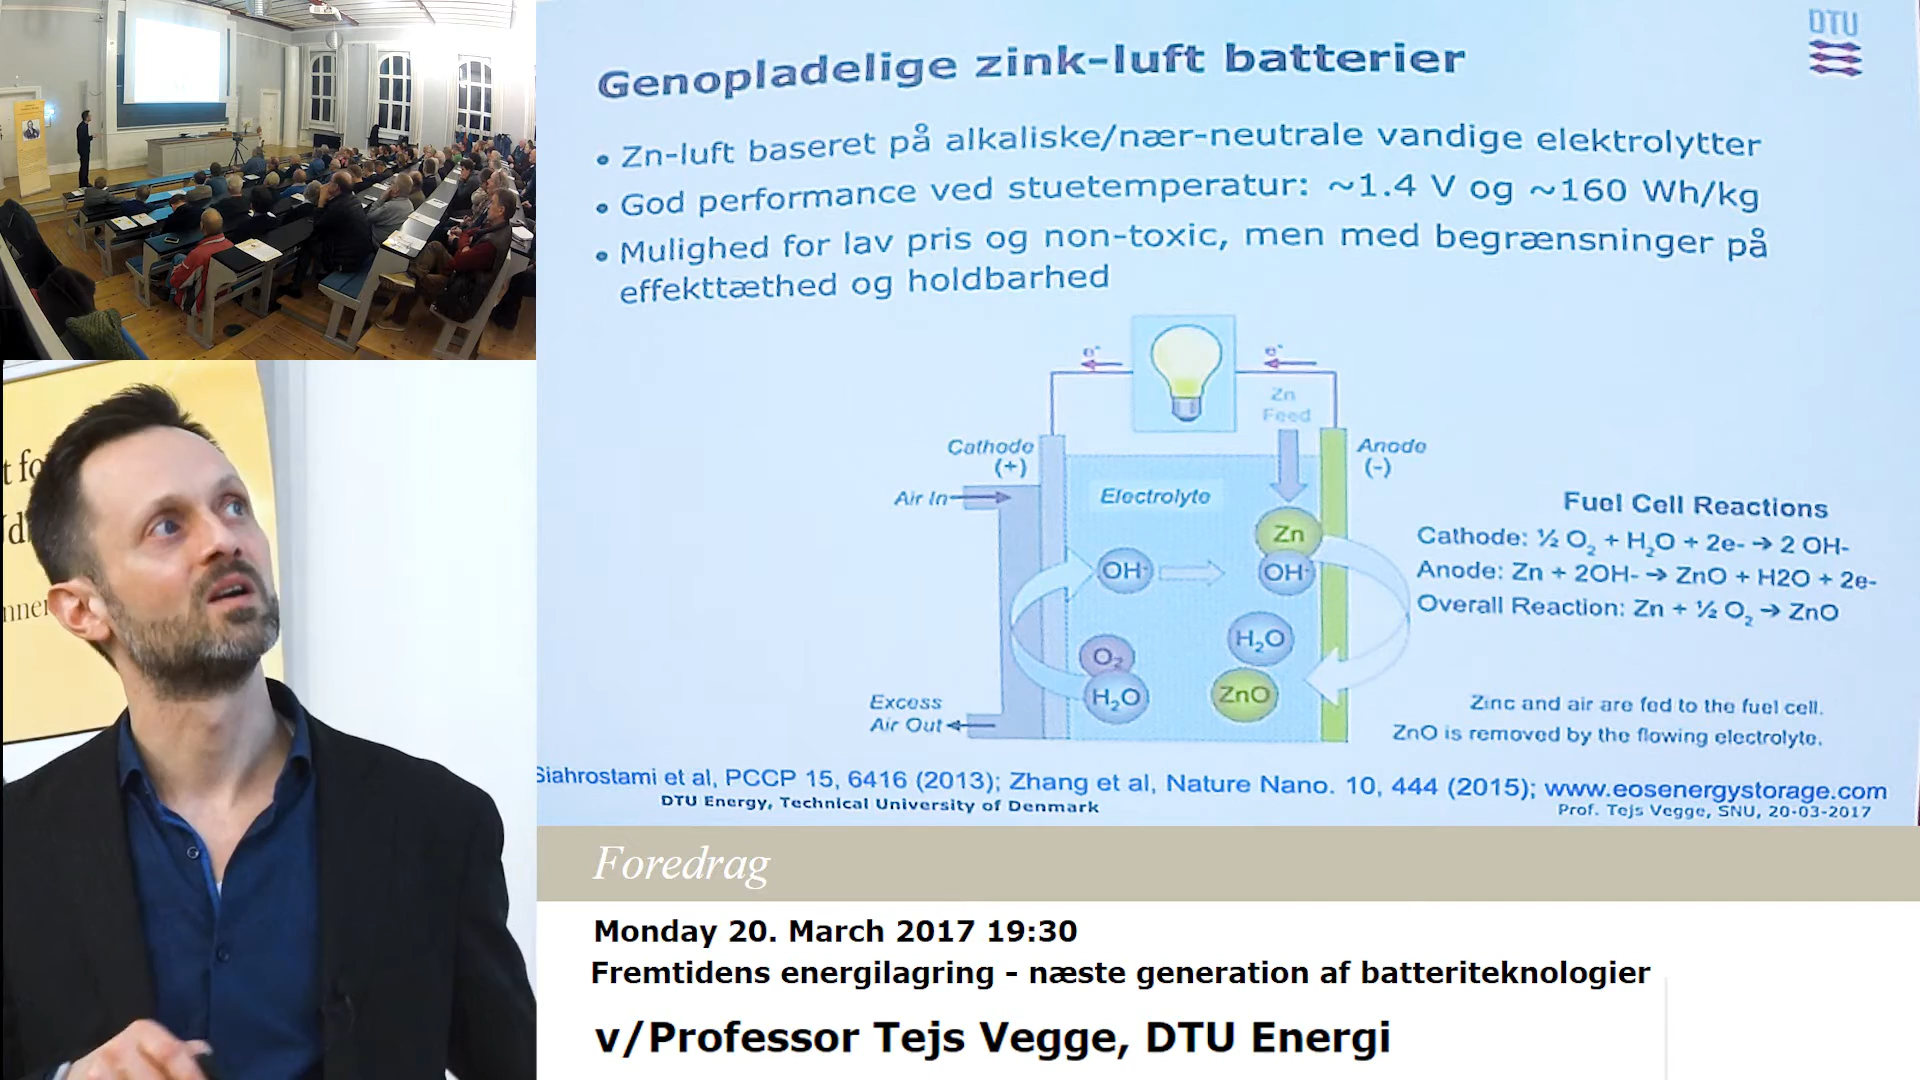 DTU
Genopladelige zink-luft batterier
• Zn-luft baseret på alkaliske/nær-neutrale vandige elektrolytter
• God performance ved stuetemperatur: ~1.4 V og ~160 Wh/kg
• Mulighed for lav pris og non-toxic, men med begrænsninger på
effekttæthed og holdbarhed
e-
e-
Zn
Feed
Cathode
(+)
Anode
(-)
Air In
Electrolyte
Zn
OH-
OH-
H₂O
O₂
H₂O
ZnO
Excess
Air Out
Fuel Cell Reactions
Cathode: ½ O₂ + H₂O + 2e- → 2 OH-
Anode: Zn + 2OH- → ZnO + H2O + 2e-
Overall Reaction: Zn + ½ O₂ → ZnO
Zinc and air are fed to the fuel cell.
ZnO is removed by the flowing electrolyte.
Siahrostami et al, PCCP 15, 6416 (2013); Zhang et al, Nature Nano. 10, 444 (2015); www.eosenergystorage.com
DTU Energy, Technical University of Denmark
Prof. Tejs Vegge, SNU, 20-03-2017
Foredrag
Monday 20. March 2017 19:30
Fremtidens energilagring - næste generation af batteriteknologier
v/Professor Tejs Vegge, DTU Energi